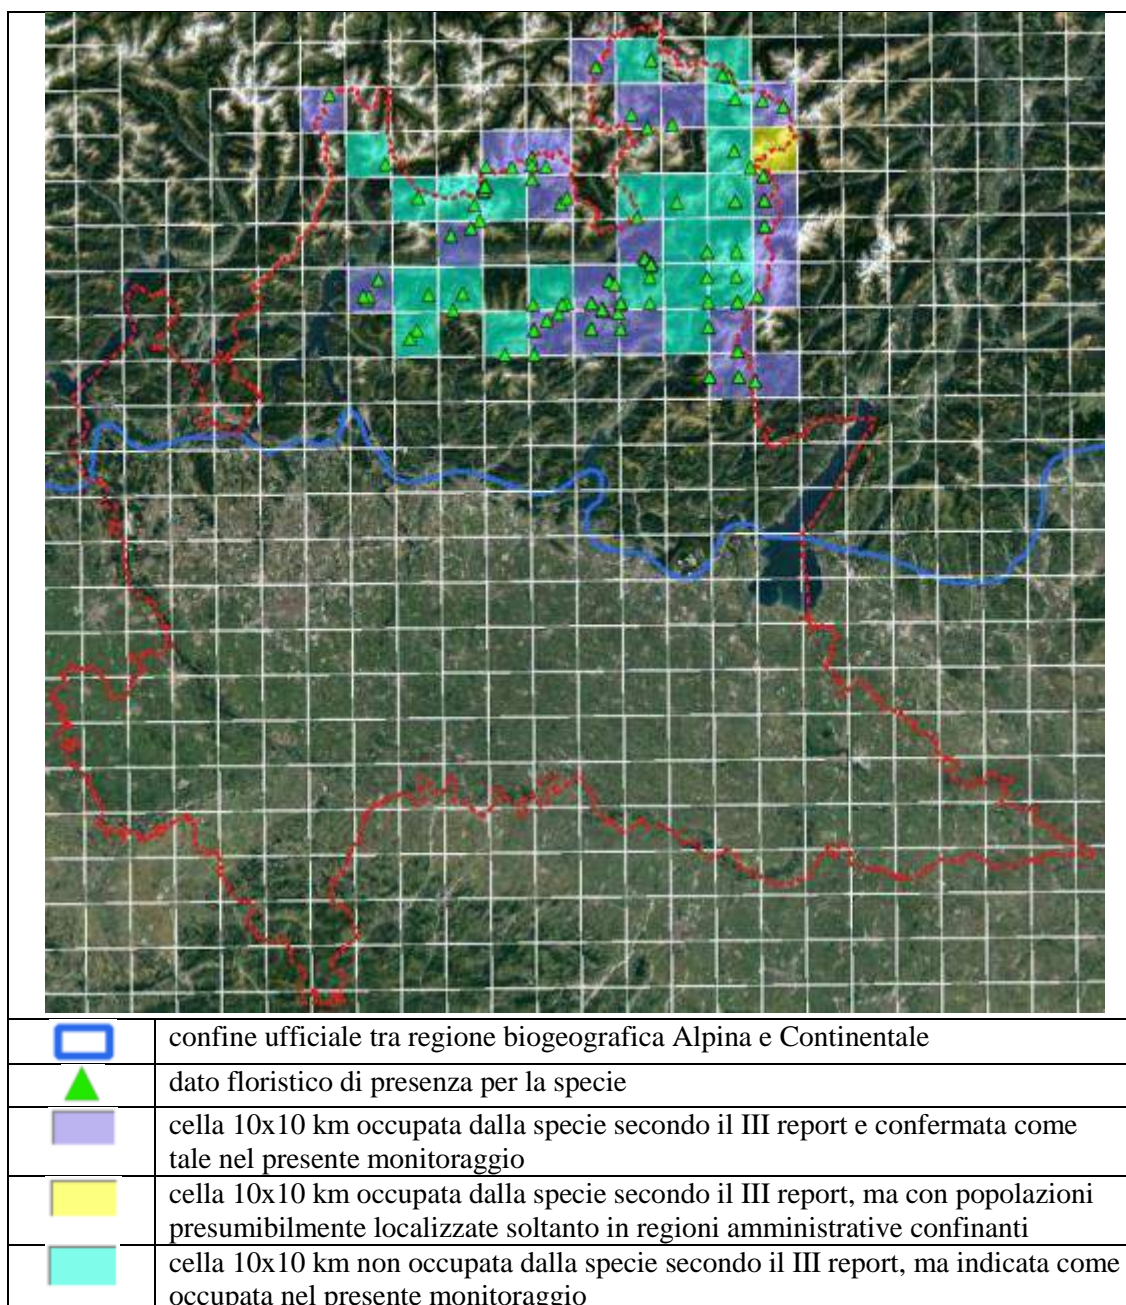 confine ufficiale tra regione biogeografica Alpina e Continentale
dato floristico di presenza per la specie
cella 10x10 km occupata dalla specie secondo il III report e confermata come
tale nel presente monitoraggio
cella 10x10 km occupata dalla specie secondo il III report, ma con popolazioni
presumibilmente localizzate soltanto in regioni amministrative confinanti
cella 10x10 km non occupata dalla specie secondo il III report, ma indicata come
occupata nel presente monitoraggio